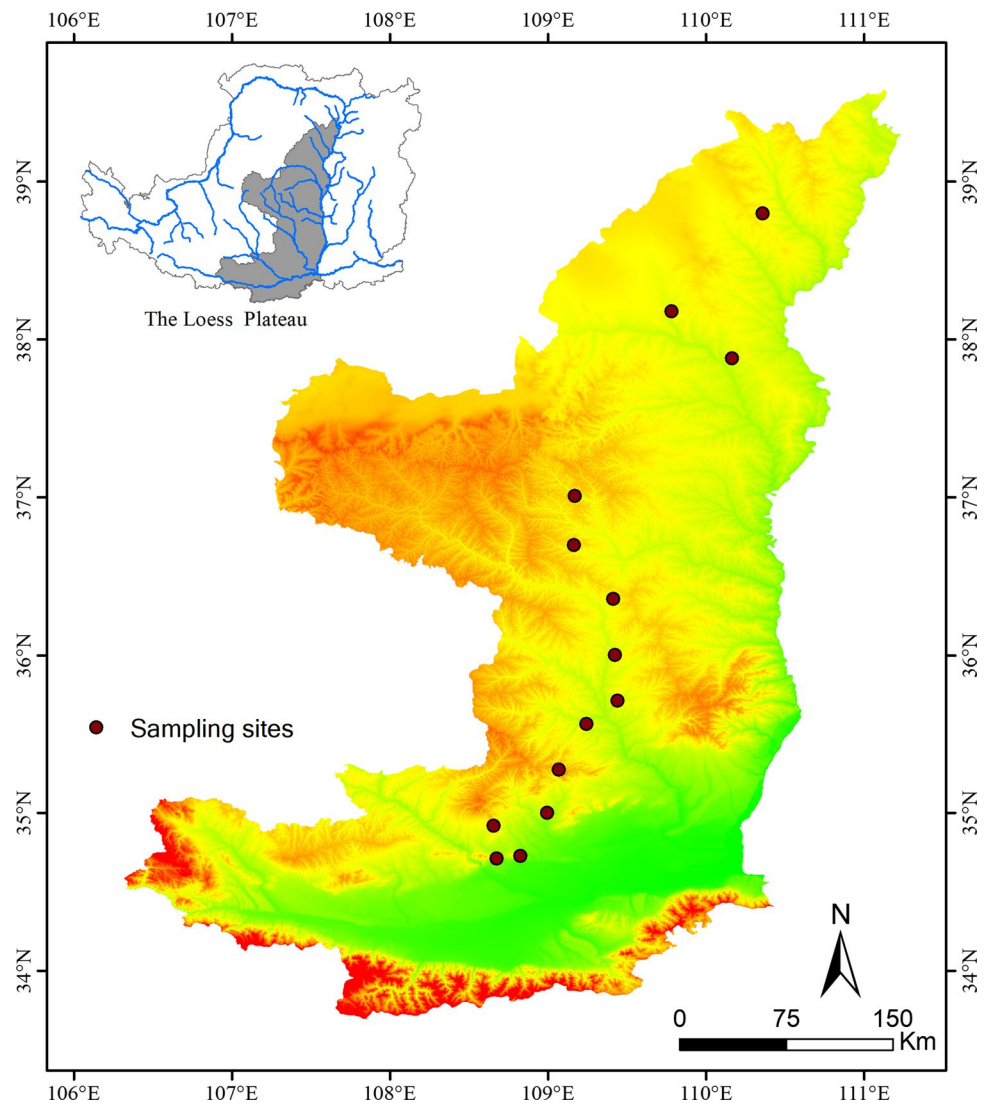 106°E 107°E 108°E 109°E 110°E 111°E
39°N 39°N
The Loess Plateau
38°N 38°N
37°N 37°N
36°N 36°N
Sampling sites
35°N 35°N
N
34°N 34°N
0 75 150
Km
106°E 107°E 108°E 109°E 110°E 111°E